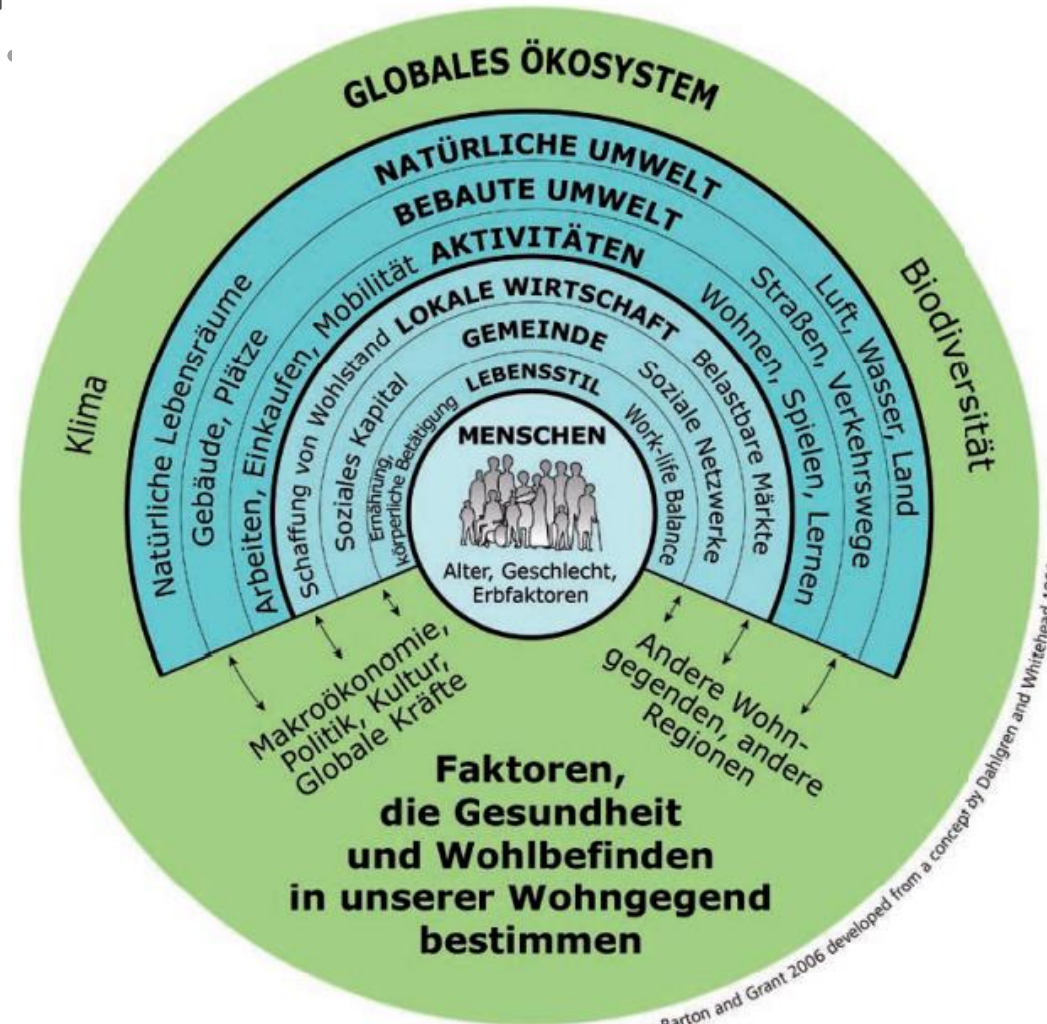 GLOBALES ÖKOSYSTEM
Klima
Biodiversität
NATÜRLICHE UMWELT
Natürliche Lebensräume
Luft, Wasser, Land
BEBAUTE UMWELT
Gebäude, Plätze
Straßen, Verkehrswege
AKTIVITÄTEN
Arbeiten, Einkaufen, Mobilität
Wohnen, Spielen, Lernen
LOKALE WIRTSCHAFT
Schaffung von Wohlstand
Belastbare Märkte
GEMEINDE
Soziales Kapital
Soziale Netzwerke
LEBENSSTIL
Ernährung,
Körperliche Betätigung
Work-life Balance
MENSCHEN
Alter, Geschlecht,
Erbfaktoren
Makroökonomie,
Politik, Kultur,
Globale Kräfte
Andere Wohn-
gegenden, andere
Regionen
Faktoren,
die Gesundheit
und Wohlbefinden
in unserer Wohngegend
bestimmen
Barton and Grant 2006 developed from a concept by Dahlgren and Whitehead